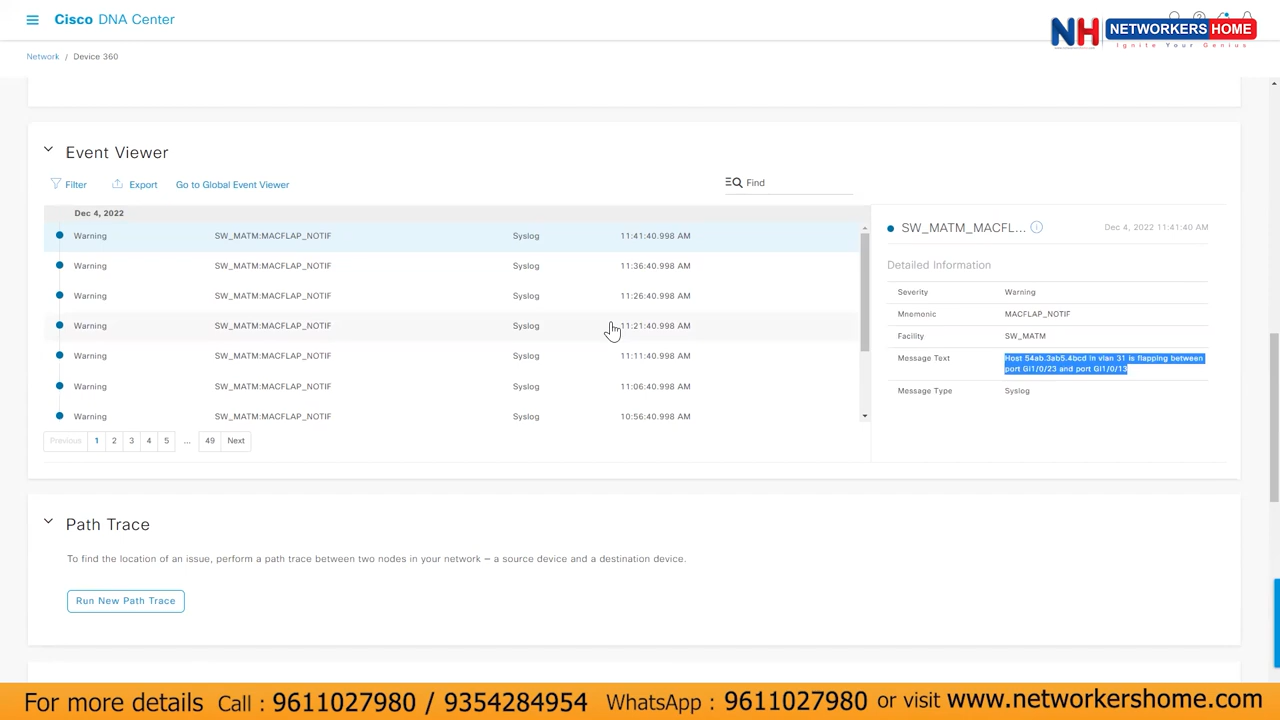 Cisco DNA Center
NH NETWORKERS HOME
Ignite Your Genius
Network / Device 360
Event Viewer
Filter Export Go to Global Event Viewer Find
Dec 4, 2022
Warning SW_MATM:MACFLAP_NOTIF Syslog 11:41:40.998 AM
Warning SW_MATM:MACFLAP_NOTIF Syslog 11:36:40.998 AM
Warning SW_MATM:MACFLAP_NOTIF Syslog 11:26:40.998 AM
Warning SW_MATM:MACFLAP_NOTIF Syslog 11:21:40.998 AM
Warning SW_MATM:MACFLAP_NOTIF Syslog 11:11:40.998 AM
Warning SW_MATM:MACFLAP_NOTIF Syslog 11:06:40.998 AM
Warning SW_MATM:MACFLAP_NOTIF Syslog 10:56:40.998 AM
Previous 1 2 3 4 5 ... 49 Next
SW_MATM_MACFL... Dec 4, 2022 11:41:40 AM
Detailed Information
Severity Warning
Mnemonic MACFLAP_NOTIF
Facility SW_MATM
Message Text Host 54ab.3ab5.4bcd in vlan 31 is flapping between
port Gi1/0/23 and port Gi1/0/13
Message Type Syslog
Path Trace
To find the location of an issue, perform a path trace between two nodes in your network – a source device and a destination device.
Run New Path Trace
For more details Call : 9611027980 / 9354284954 WhatsApp : 9611027980 or visit www.networkershome.com